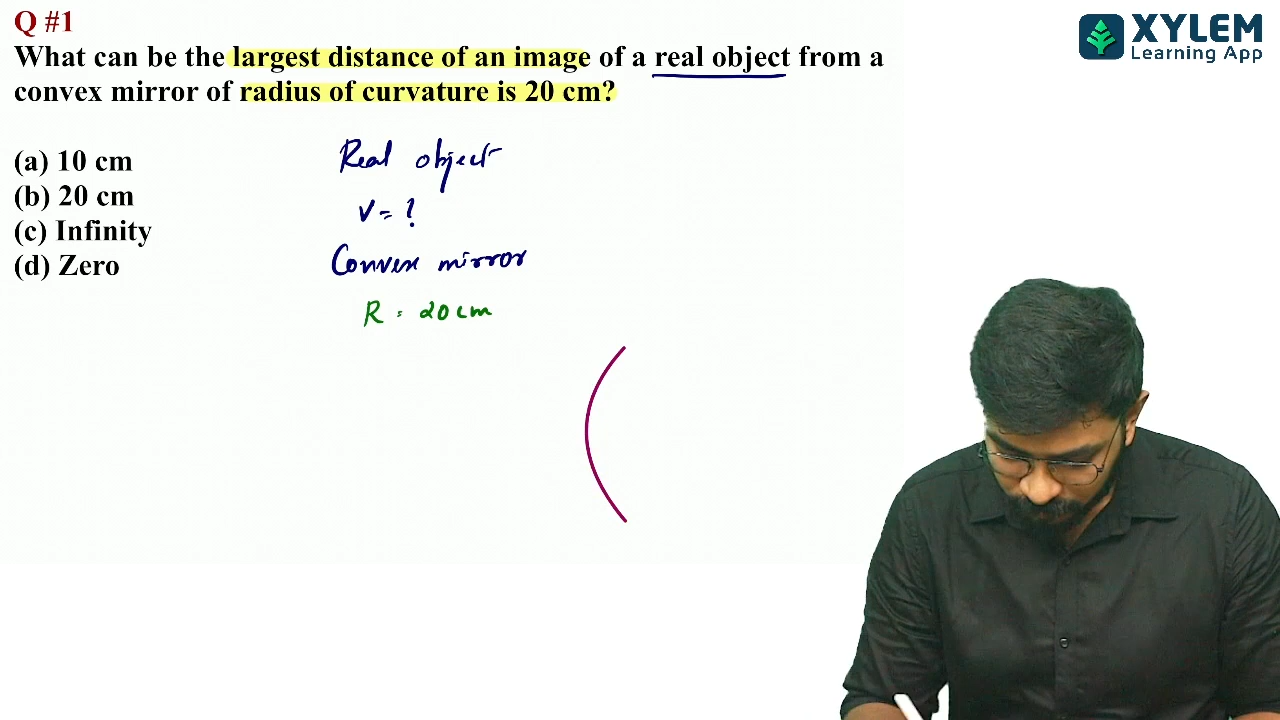 Q #1
What can be the largest distance of an image of a real object from a
convex mirror of radius of curvature is 20 cm?
(a) 10 cm
(b) 20 cm
(c) Infinity
(d) Zero
Real object
V = ?
Convex mirror
R = 20 cm
XYLEM
Learning App